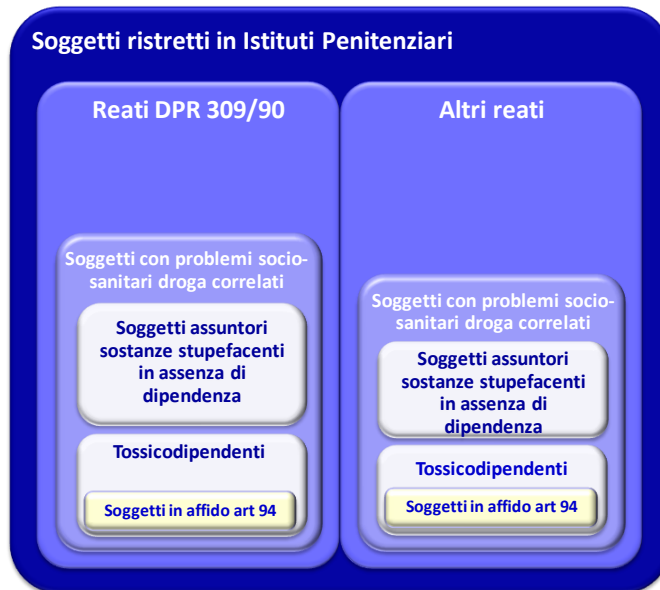 Soggetti ristretti in Istituti Penitenziari
Reati DPR 309/90
Soggetti con problemi socio-
sanitari droga correlati
Soggetti assuntori
sostanze stupefacenti
in assenza di
dipendenza
Tossicodipendenti
Soggetti in affido art 94
Altri reati
Soggetti con problemi socio-
sanitari droga correlati
Soggetti assuntori
sostanze stupefacenti
in assenza di
dipendenza
Tossicodipendenti
Soggetti in affido art 94